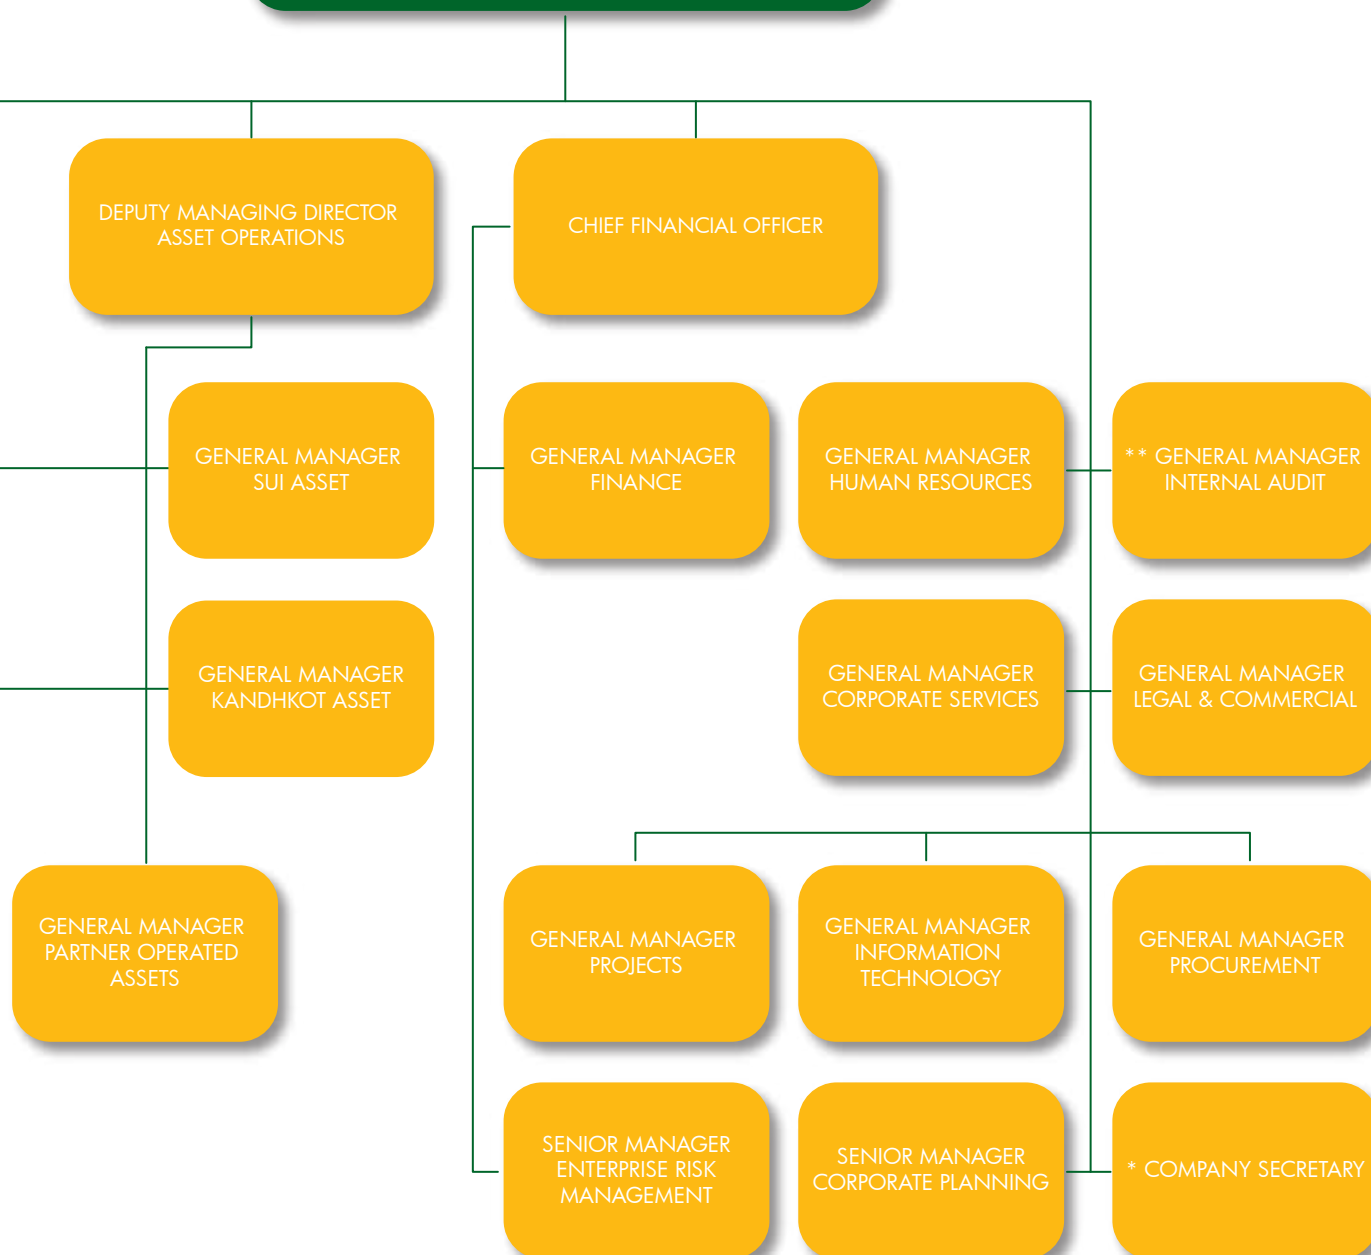 DEPUTY MANAGING DIRECTOR
ASSET OPERATIONS
CHIEF FINANCIAL OFFICER
GENERAL MANAGER
SUI ASSET
GENERAL MANAGER
FINANCE
GENERAL MANAGER
HUMAN RESOURCES
** GENERAL MANAGER
INTERNAL AUDIT
GENERAL MANAGER
KANDHKOT ASSET
GENERAL MANAGER
CORPORATE SERVICES
GENERAL MANAGER
LEGAL & COMMERCIAL
GENERAL MANAGER
PARTNER OPERATED
ASSETS
GENERAL MANAGER
PROJECTS
GENERAL MANAGER
INFORMATION
TECHNOLOGY
GENERAL MANAGER
PROCUREMENT
SENIOR MANAGER
ENTERPRISE RISK
MANAGEMENT
SENIOR MANAGER
CORPORATE PLANNING
* COMPANY SECRETARY